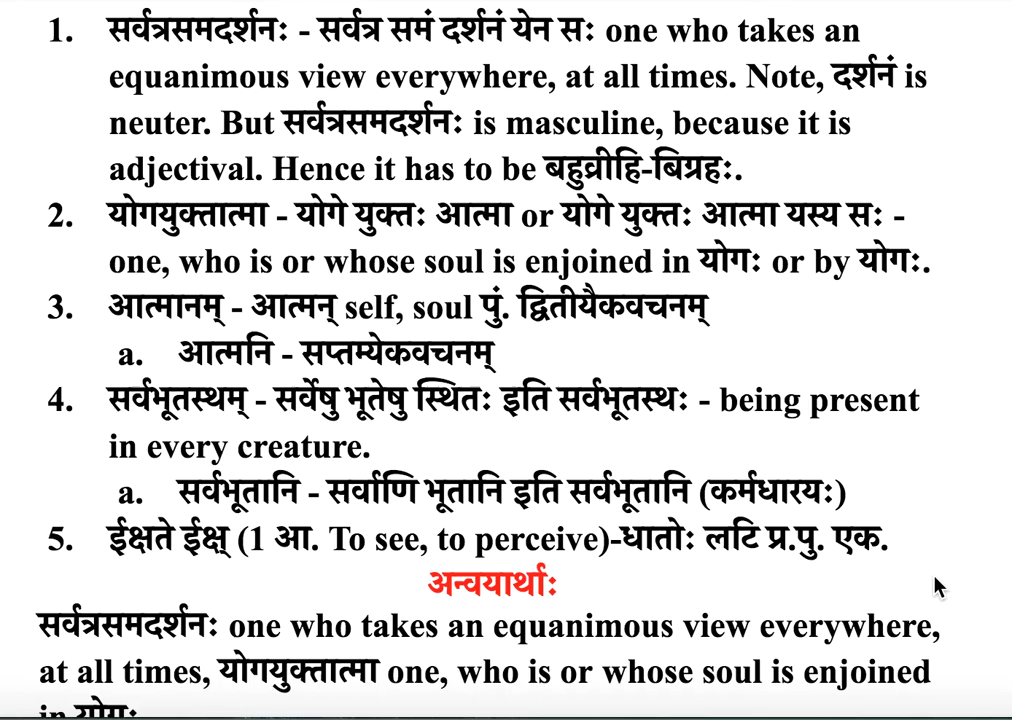 1. सर्वत्रसमदर्शनः - सर्वत्र समं दर्शनं येन सः one who takes an
equanimous view everywhere, at all times. Note, दर्शनं is
neuter. But सर्वत्रसमदर्शनः is masculine, because it is
adjectival. Hence it has to be बहुव्रीहि-बिग्रहः.
2. योगयुक्तात्मा - योगे युक्तः आत्मा or योगे युक्तः आत्मा यस्य सः -
one, who is or whose soul is enjoined in योगः or by योगः.
3. आत्मानम् - आत्मन् self, soul पुं. द्वितीयैकवचनम्
a. आत्मनि - सप्तम्येकवचनम्
4. सर्वभूतस्थम् - सर्वेषु भूतेषु स्थितः इति सर्वभूतस्थः - being present
in every creature.
a. सर्वभूतानि - सर्वाणि भूतानि इति सर्वभूतानि (कर्मधारयः)
5. ईक्षते ईक्ष् (1 आ. To see, to perceive)-धातोः लटि प्र.पु. एक.
अन्वयार्थाः
सर्वत्रसमदर्शनः one who takes an equanimous view everywhere,
at all times, योगयुक्तात्मा one, who is or whose soul is enjoined
in योगः